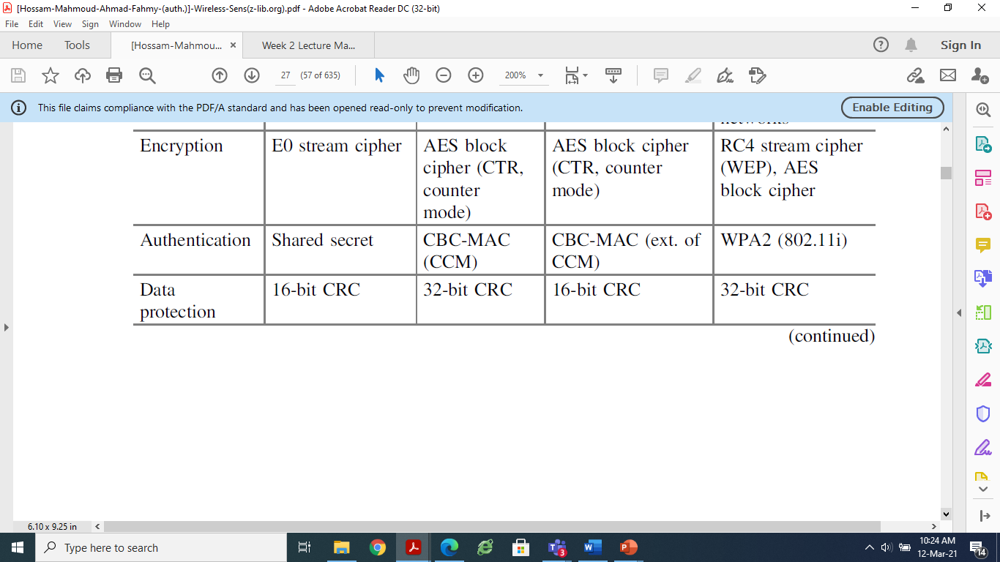 [Hossam-Mahmoud-Ahmad-Fahmy-(auth.)]-Wireless-Sens(z-lib.org).pdf - Adobe Acrobat Reader DC (32-bit)
File Edit View Sign Window Help
Home Tools [Hossam-Mahmou... × Week 2 Lecture Ma... Sign In
27 (57 of 635) 200%
This file claims compliance with the PDF/A standard and has been opened read-only to prevent modification. Enable Editing
networks
Encryption E0 stream cipher AES block AES block cipher RC4 stream cipher
cipher (CTR, (CTR, counter (WEP), AES
counter mode) block cipher
mode)
Authentication Shared secret CBC-MAC CBC-MAC (ext. of WPA2 (802.11i)
(CCM) CCM)
Data 16-bit CRC 32-bit CRC 16-bit CRC 32-bit CRC
protection
(continued)
6.10 x 9.25 in
Type here to search 3 10:24 AM
12-Mar-21 14